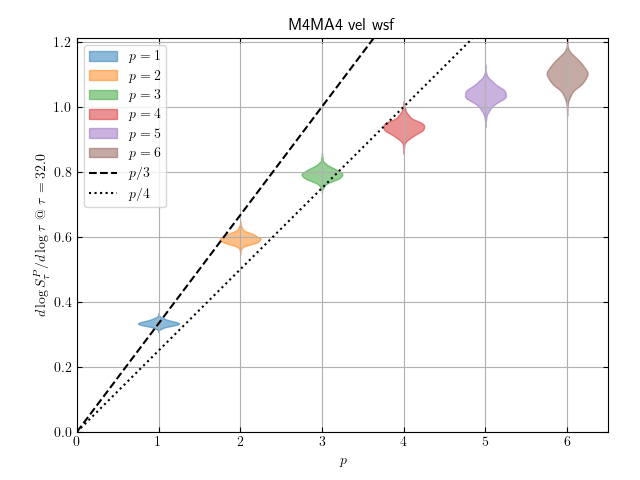 M4MA4 vel wsf
p = 1
p = 2
p = 3
p = 4
p = 5
p = 6
p/3
p/4
d log S_τ^P / d log τ @ τ = 32.0
1.2
1.0
0.8
0.6
0.4
0.2
0.0
0 1 2 3 4 5 6
p